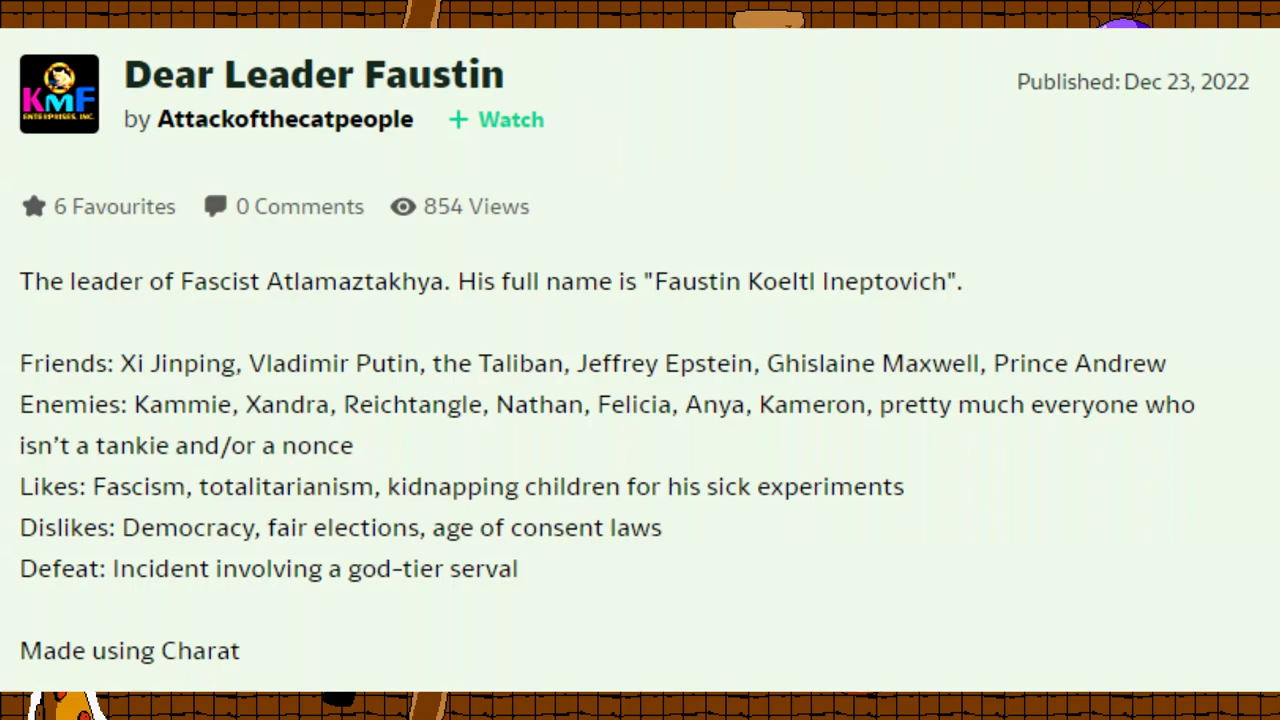 KMF
ENTERPRISES, INC.
Dear Leader Faustin
Published: Dec 23, 2022
by Attackofthecatpeople + Watch
6 Favourites 0 Comments 854 Views
The leader of Fascist Atlamaztakhya. His full name is "Faustin Koeltl Ineptovich".
Friends: Xi Jinping, Vladimir Putin, the Taliban, Jeffrey Epstein, Ghislaine Maxwell, Prince Andrew
Enemies: Kammie, Xandra, Reichtangle, Nathan, Felicia, Anya, Kameron, pretty much everyone who
isn’t a tankie and/or a nonce
Likes: Fascism, totalitarianism, kidnapping children for his sick experiments
Dislikes: Democracy, fair elections, age of consent laws
Defeat: Incident involving a god-tier serval
Made using Charat